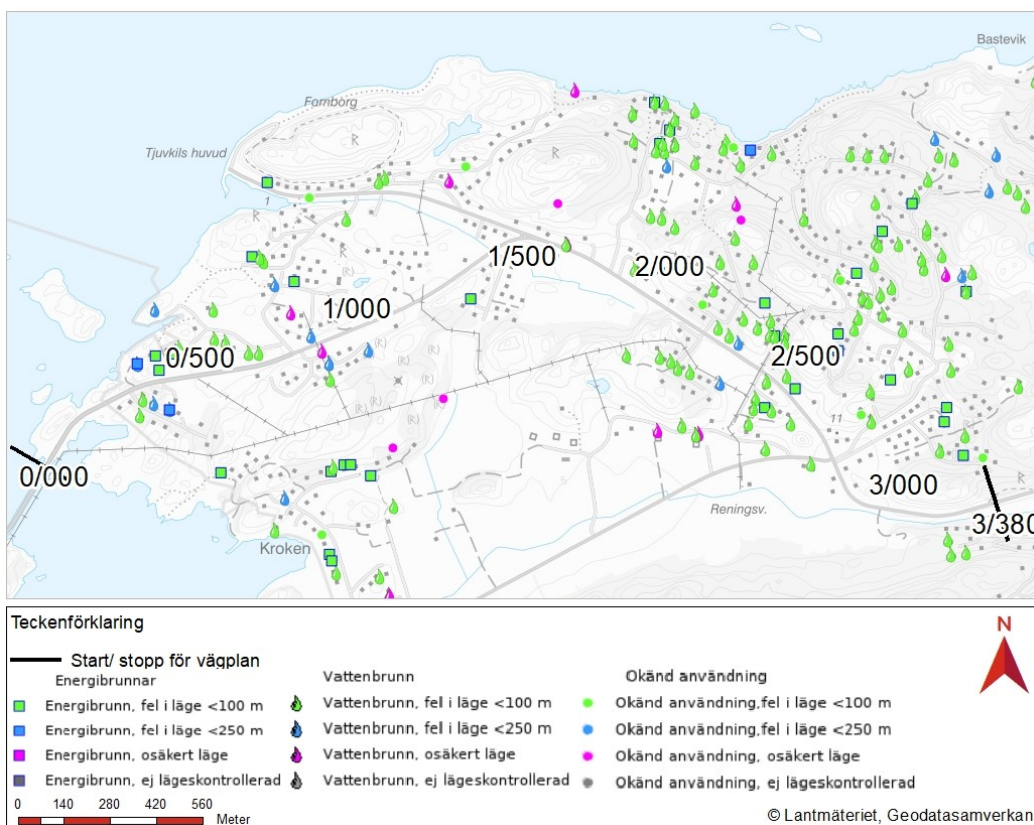 Bastevik
Fornborg
Tjuvkils huvud
R
1
R
R
R
R
(R)
1/500
2/000
1/000
0/500
2/500
(R)
(R)
(R)
(R)
(R)
11
0/000
3/000
R
Reningsv.
3/380
Kroken
Teckenförklaring
N
Start/ stopp för vägplan
Energibrunnar Vattenbrunn Okänd användning
Energibrunn, fel i läge <100 m Vattenbrunn, fel i läge <100 m Okänd användning,fel i läge <100 m
Energibrunn, fel i läge <250 m Vattenbrunn, fel i läge <250 m Okänd användning,fel i läge <250 m
Energibrunn, osäkert läge Vattenbrunn, osäkert läge Okänd användning, osäkert läge
Energibrunn, ej lägeskontrollerad Vattenbrunn, ej lägeskontrollerad Okänd användning, ej lägeskontrollerad
0 140 280 420 560
Meter
© Lantmäteriet, Geodatasamverkan